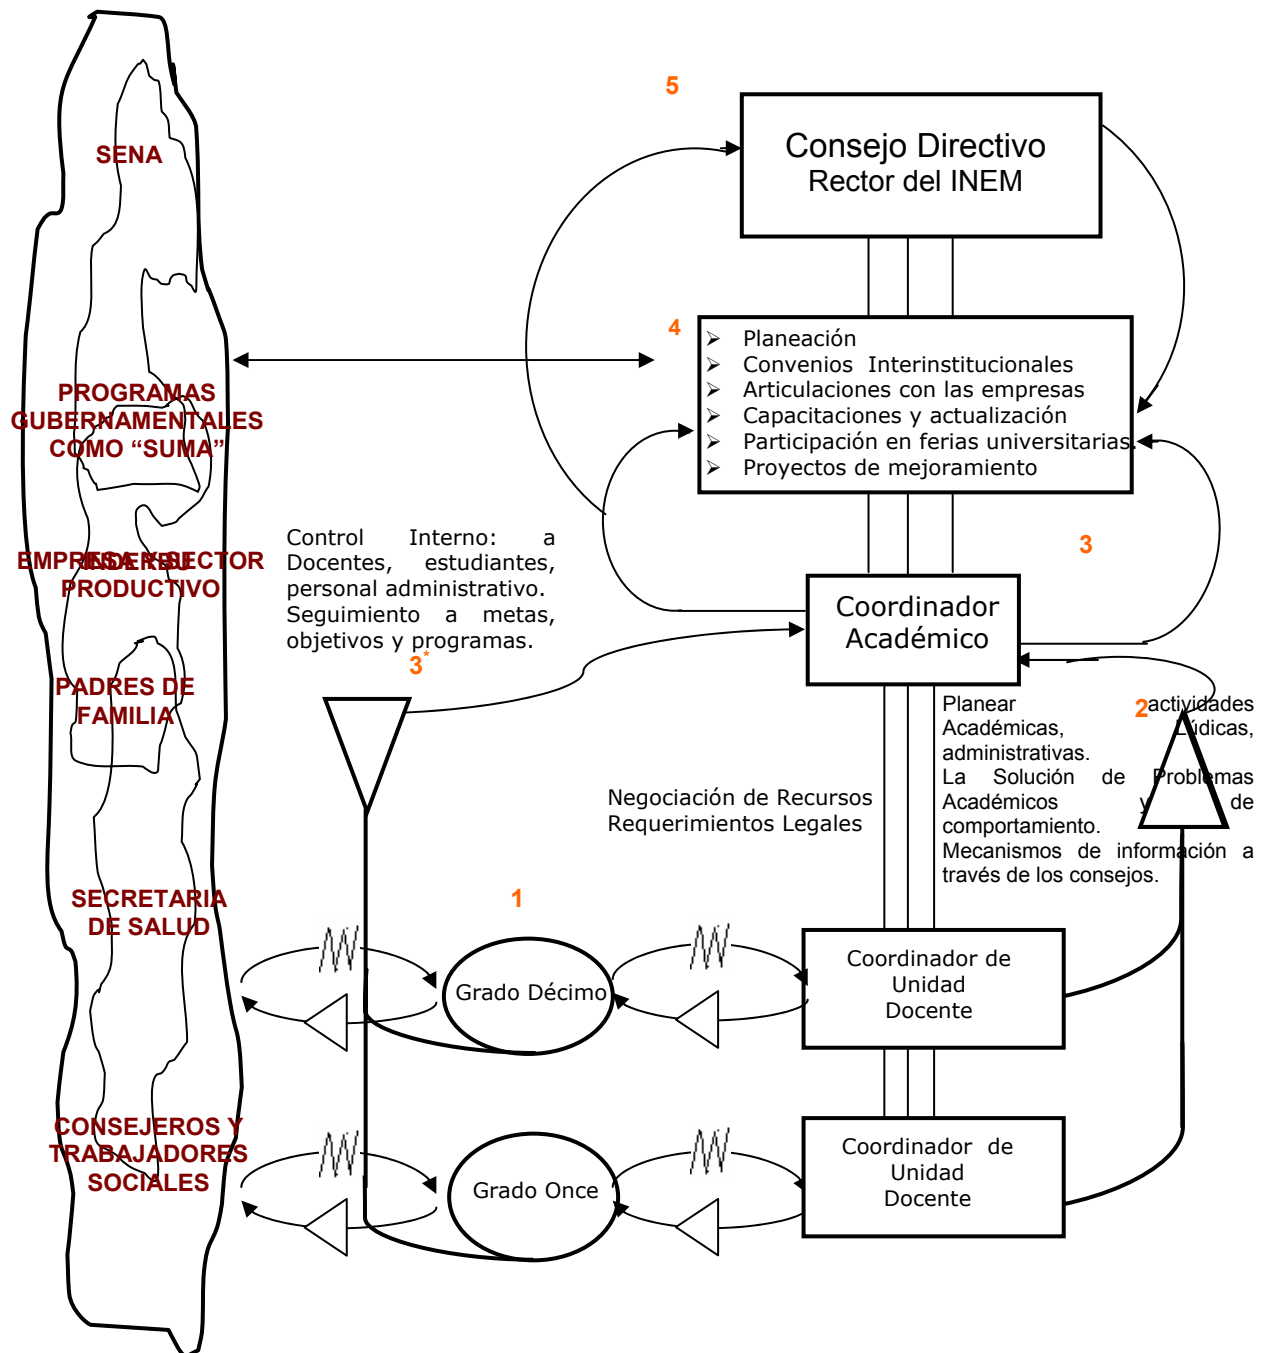 5
Consejo Directivo
Rector del INEM
SENA
4
➢ Planeación
➢ Convenios Interinstitucionales
➢ Articulaciones con las empresas
➢ Capacitaciones y actualización
➢ Participación en ferias universitarias.
➢ Proyectos de mejoramiento
PROGRAMAS
GUBERNAMENTALES
COMO “SUMA”
Control Interno: a
Docentes, estudiantes,
personal administrativo.
Seguimiento a metas,
objetivos y programas.
3
EMPRESA Y SECTOR
PRODUCTIVO
INDERBU
Coordinador
Académico
3*
PADRES DE
FAMILIA
2
Planear actividades
Académicas, Lúdicas,
administrativas.
La Solución de Problemas
Académicos y de
comportamiento.
Mecanismos de información a
través de los consejos.
Negociación de Recursos
Requerimientos Legales
SECRETARIA
DE SALUD
1
Grado Décimo
Coordinador de
Unidad
Docente
CONSEJEROS Y
TRABAJADORES
SOCIALES
Grado Once
Coordinador de
Unidad
Docente